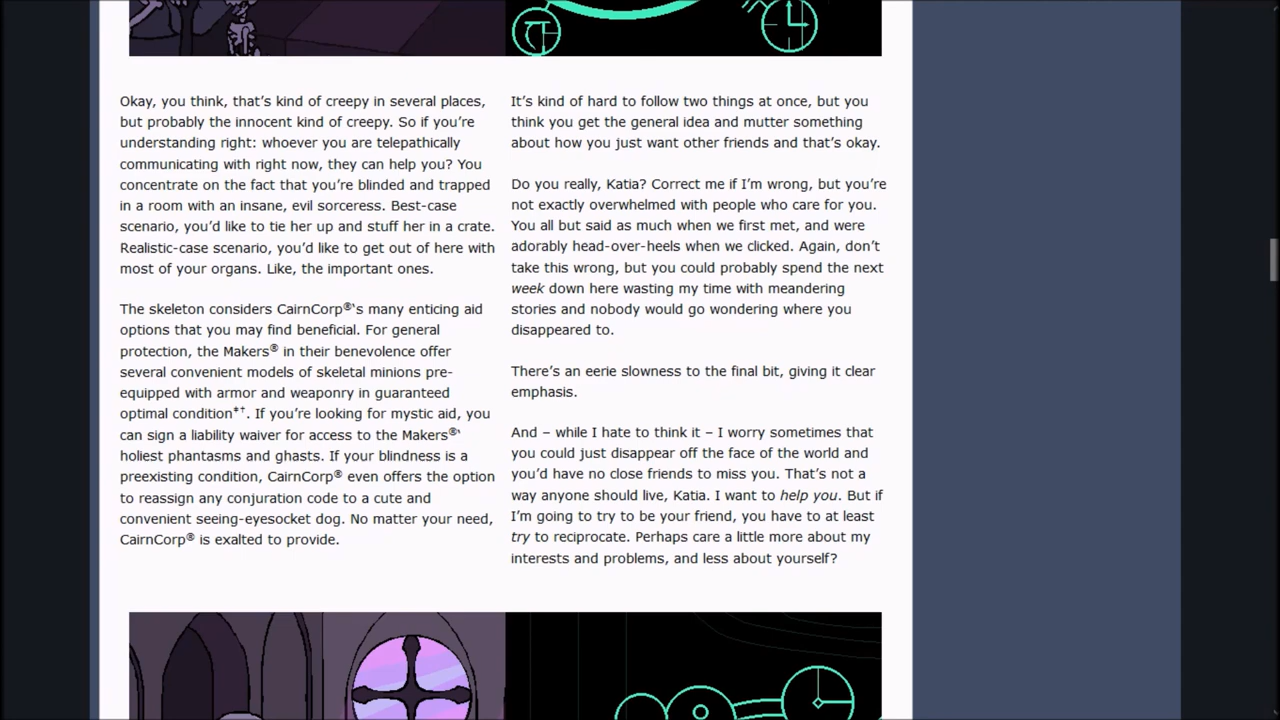 Okay, you think, that’s kind of creepy in several places,
but probably the innocent kind of creepy. So if you’re
understanding right: whoever you are telepathically
communicating with right now, they can help you? You
concentrate on the fact that you’re blinded and trapped
in a room with an insane, evil sorceress. Best-case
scenario, you’d like to tie her up and stuff her in a crate.
Realistic-case scenario, you’d like to get out of here with
most of your organs. Like, the important ones.
The skeleton considers CairnCorp®‘s many enticing aid
options that you may find beneficial. For general
protection, the Makers® in their benevolence offer
several convenient models of skeletal minions pre-
equipped with armor and weaponry in guaranteed
optimal condition*†. If you’re looking for mystic aid, you
can sign a liability waiver for access to the Makers®‘
holiest phantasms and ghasts. If your blindness is a
preexisting condition, CairnCorp® even offers the option
to reassign any conjuration code to a cute and
convenient seeing-eyesocket dog. No matter your need,
CairnCorp® is exalted to provide.
It’s kind of hard to follow two things at once, but you
think you get the general idea and mutter something
about how you just want other friends and that’s okay.
Do you really, Katia? Correct me if I’m wrong, but you’re
not exactly overwhelmed with people who care for you.
You all but said as much when we first met, and were
adorably head-over-heels when we clicked. Again, don’t
take this wrong, but you could probably spend the next
week down here wasting my time with meandering
stories and nobody would go wondering where you
disappeared to.
There’s an eerie slowness to the final bit, giving it clear
emphasis.
And – while I hate to think it – I worry sometimes that
you could just disappear off the face of the world and
you’d have no close friends to miss you. That’s not a
way anyone should live, Katia. I want to help you. But if
I’m going to try to be your friend, you have to at least
try to reciprocate. Perhaps care a little more about my
interests and problems, and less about yourself?